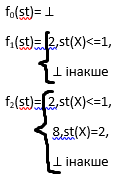 f₀(st)= ⊥
f₁(st)= 2,st(X)<=1,
⊥ інакше
f₂(st)= 2,st(X)<=1,
8,st(X)=2,
⊥ інакше